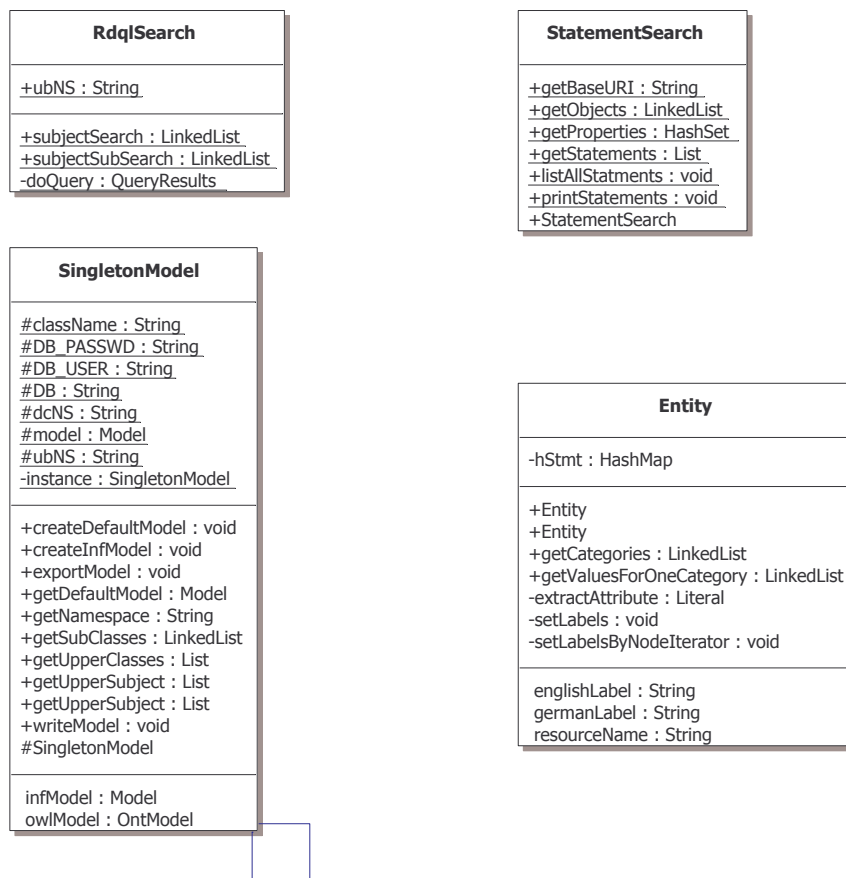 RdqlSearch
+ubNS : String
+subjectSearch : LinkedList
+subjectSubSearch : LinkedList
-doQuery : QueryResults
StatementSearch
+getBaseURI : String
+getObjects : LinkedList
+getProperties : HashSet
+getStatements : List
+listAllStatments : void
+printStatements : void
+StatementSearch
SingletonModel
#className : String
#DB_PASSWD : String
#DB_USER : String
#DB : String
#dcNS : String
#model : Model
#ubNS : String
-instance : SingletonModel
+createDefaultModel : void
+createInfModel : void
+exportModel : void
+getDefaultModel : Model
+getNamespace : String
+getSubClasses : LinkedList
+getUpperClasses : List
+getUpperSubject : List
+getUpperSubject : List
+writeModel : void
#SingletonModel
infModel : Model
owlModel : OntModel
Entity
-hStmt : HashMap
+Entity
+Entity
+getCategories : LinkedList
+getValuesForOneCategory : LinkedList
-extractAttribute : Literal
-setLabels : void
-setLabelsByNodeIterator : void
englishLabel : String
germanLabel : String
resourceName : String